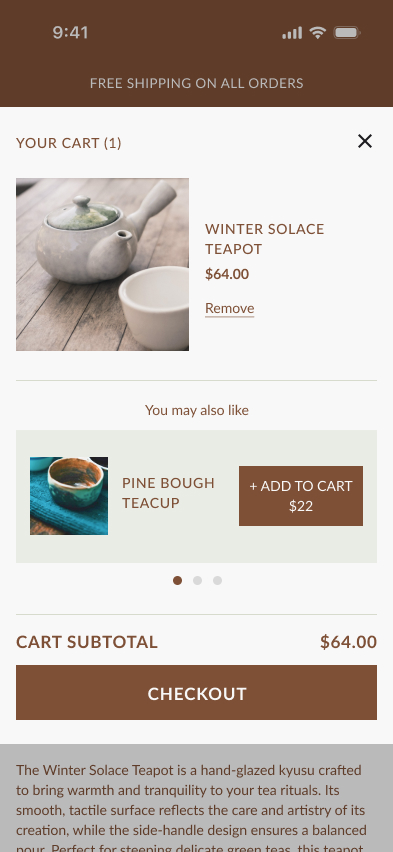 9:41
FREE SHIPPING ON ALL ORDERS
YOUR CART (1)
WINTER SOLACE
TEAPOT
$64.00
Remove
You may also like
PINE BOUGH
TEACUP
+ ADD TO CART
$22
CART SUBTOTAL
$64.00
CHECKOUT
The Winter Solace Teapot is a hand-glazed kyusu crafted
to bring warmth and tranquility to your tea rituals. Its
smooth, tactile surface reflects the care and artistry of its
creation, while the side-handle design ensures a balanced
pour. Perfect for steeping delicate green teas, this teapot